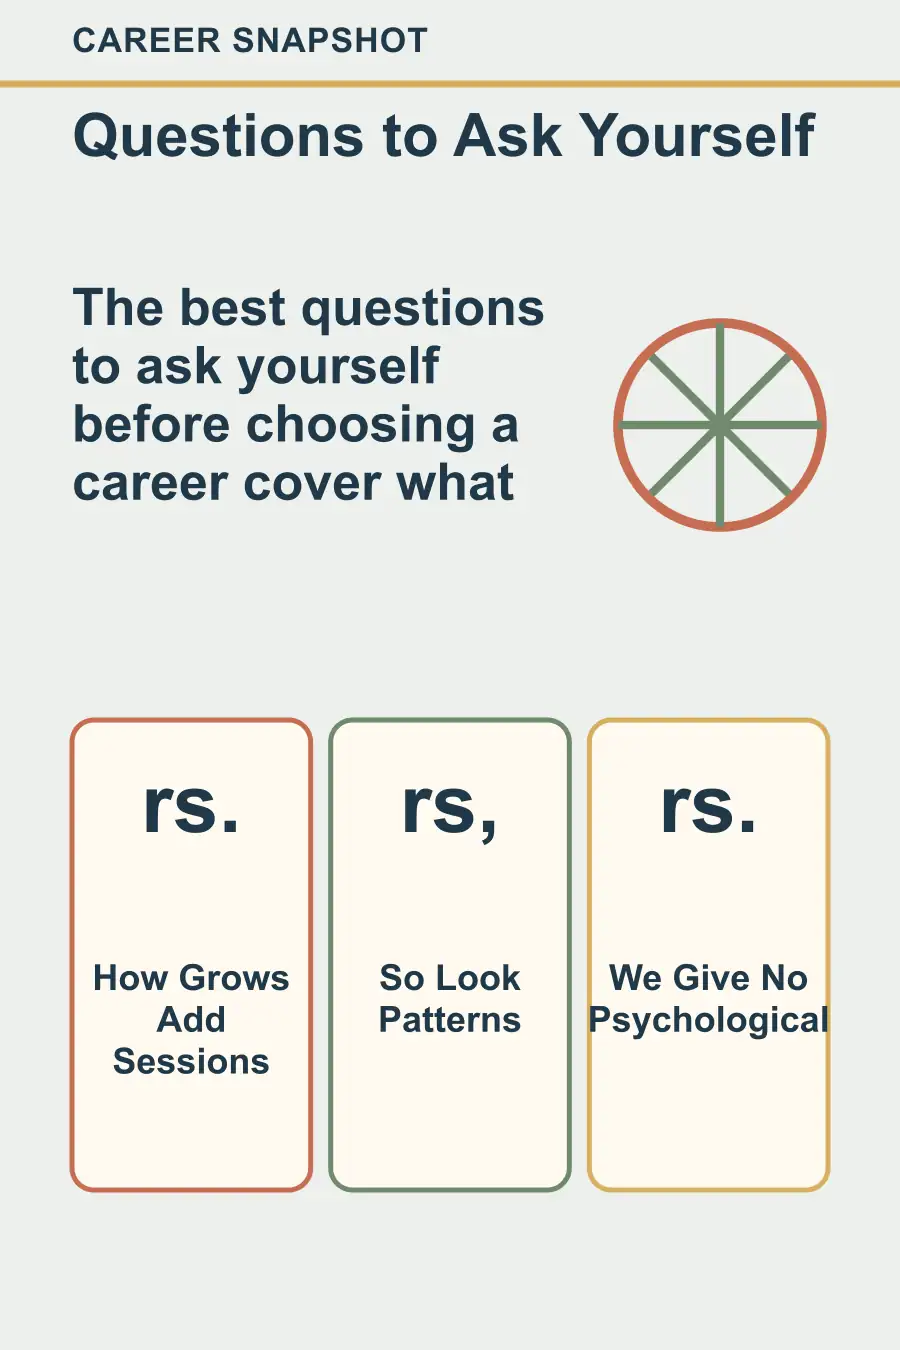 CAREER SNAPSHOT
Questions to Ask Yourself
The best questions
to ask yourself
before choosing a
career cover what
rs.
How Grows
Add
Sessions
rs,
So Look
Patterns
rs.
We Give No
Psychological